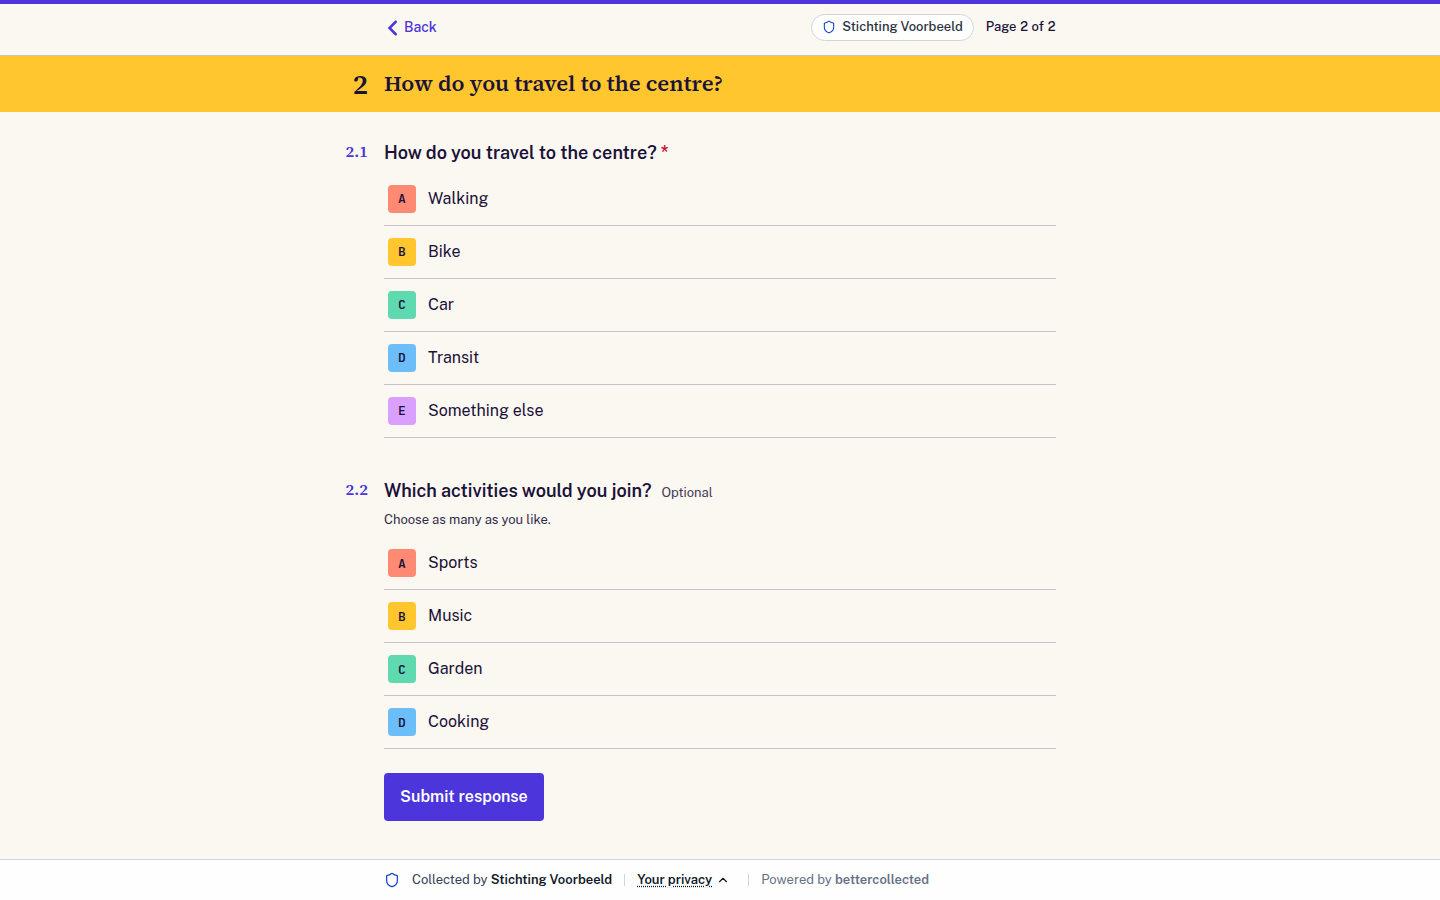 Back
Stichting Voorbeeld
Page 2 of 2
2 How do you travel to the centre?
2.1 How do you travel to the centre? *
A Walking
B Bike
C Car
D Transit
E Something else
2.2 Which activities would you join? Optional
Choose as many as you like.
A Sports
B Music
C Garden
D Cooking
Submit response
Collected by Stichting Voorbeeld
Your privacy
Powered by bettercollected